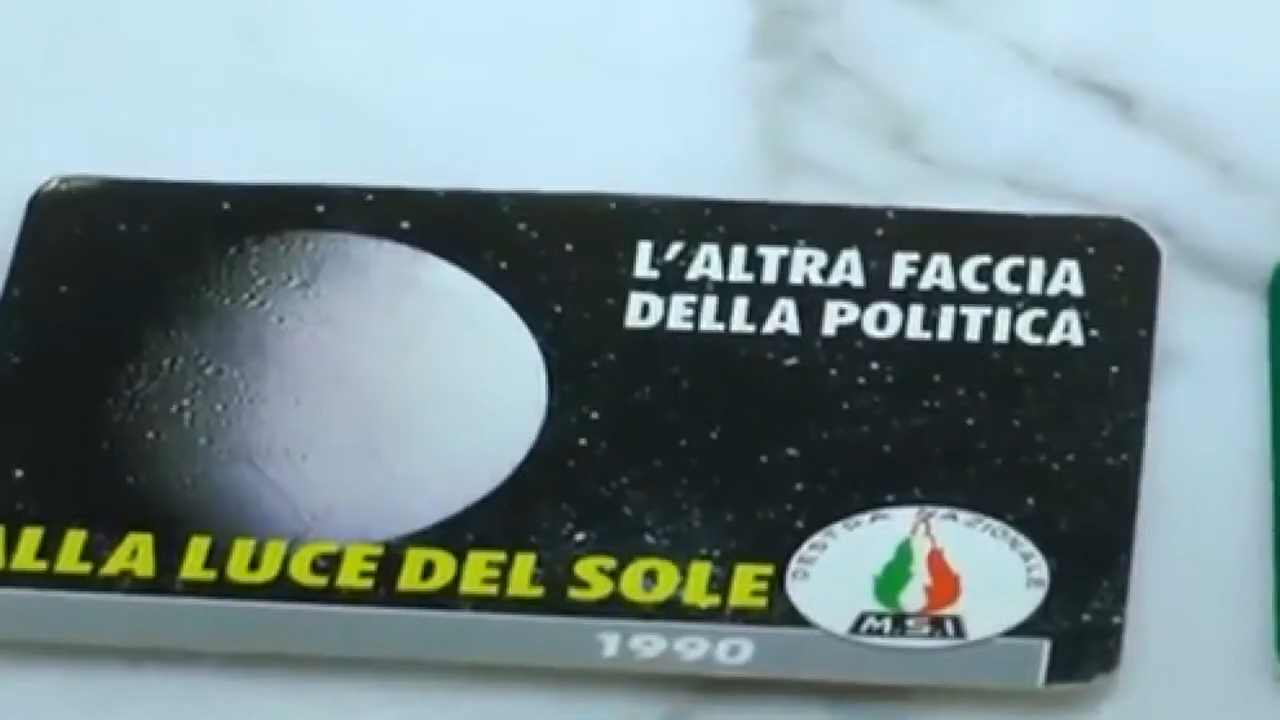 L'ALTRA FACCIA
DELLA POLITICA
ALLA LUCE DEL SOLE
DESTRA NAZIONALE
M.S.I
1990